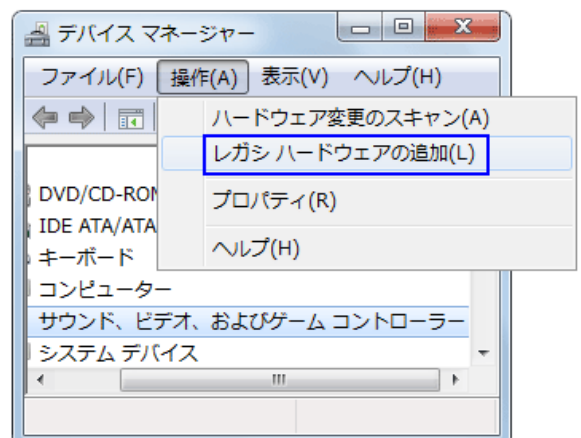 デバイス マネージャー
ファイル(F) 操作(A) 表示(V) ヘルプ(H)
ハードウェア変更のスキャン(A)
レガシ ハードウェアの追加(L)
プロパティ(R)
ヘルプ(H)
DVD/CD-ROM
IDE ATA/ATA
キーボード
コンピューター
サウンド、ビデオ、およびゲーム コントローラー
システム デバイス